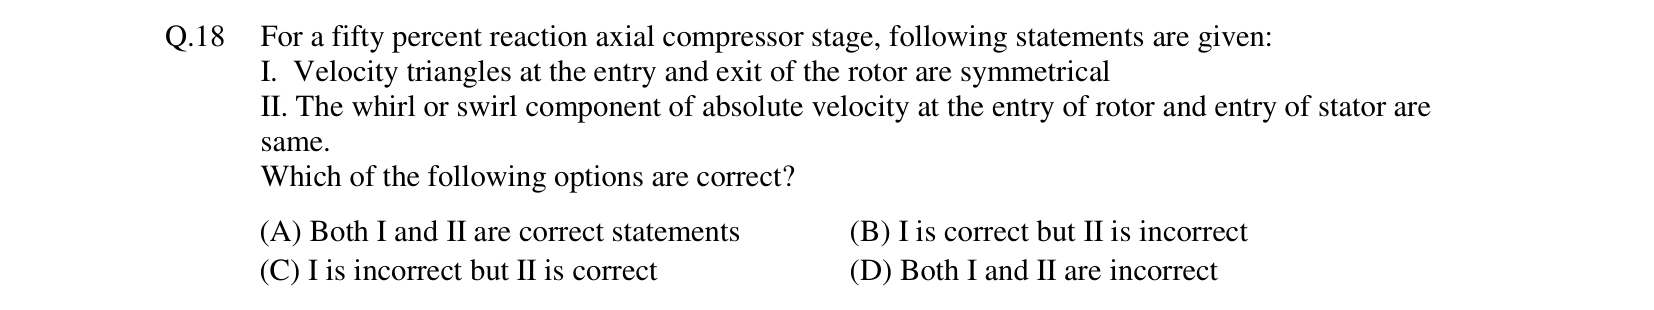 Q.18 For a fifty percent reaction axial compressor stage, following statements are given:
I. Velocity triangles at the entry and exit of the rotor are symmetrical
II. The whirl or swirl component of absolute velocity at the entry of rotor and entry of stator are
same.
Which of the following options are correct?
(A) Both I and II are correct statements (B) I is correct but II is incorrect
(C) I is incorrect but II is correct (D) Both I and II are incorrect